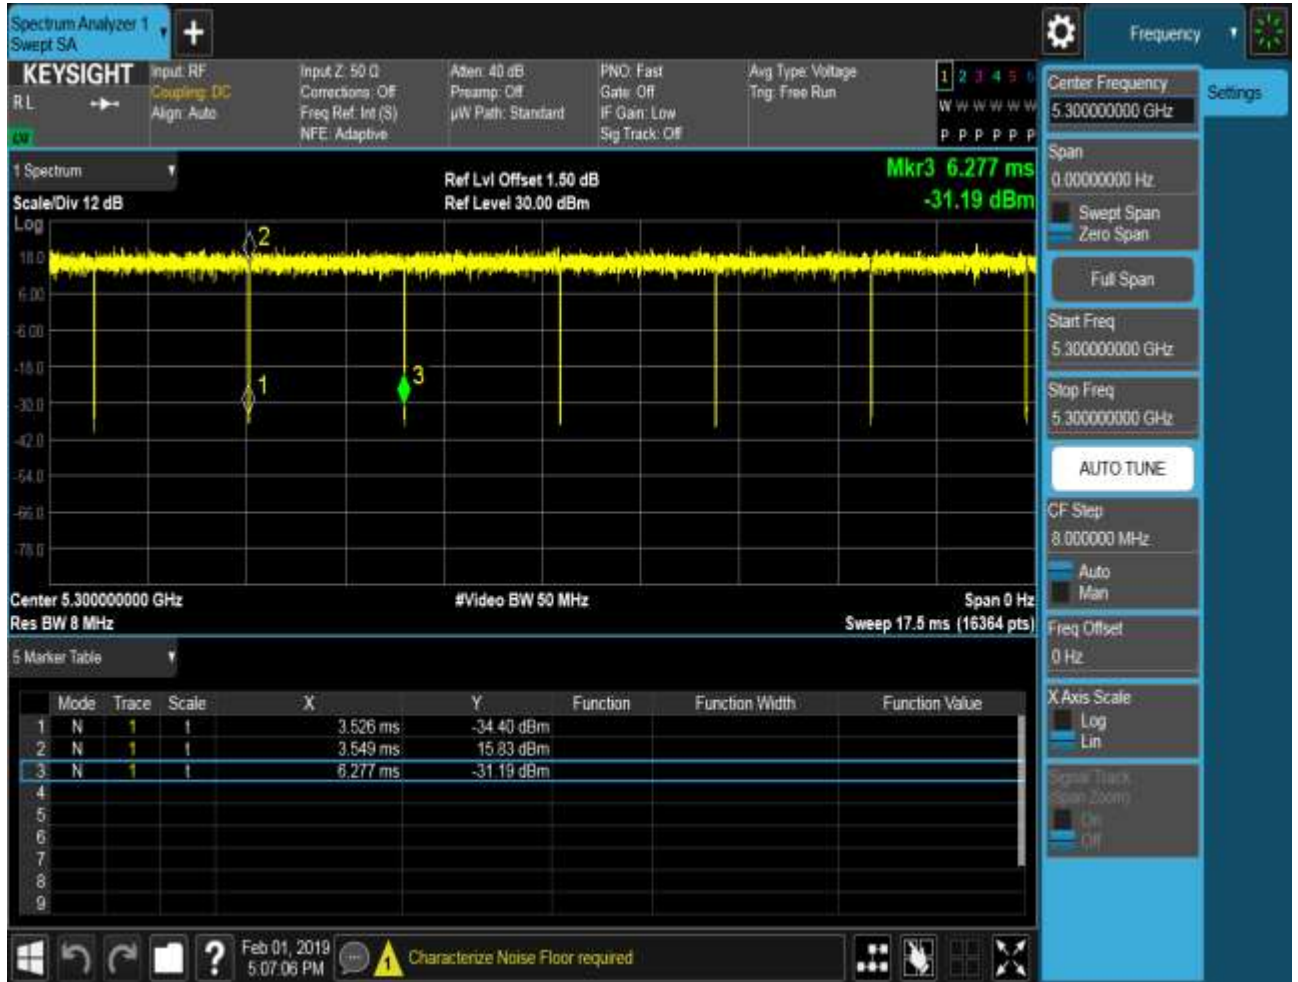 Spectrum Analyzer 1
Swept SA
Frequency
KEYSIGHT
R L
Input: RF
Coupling: DC
Align: Auto
Input Z: 50 Ω
Corrections: Off
Freq Ref: Int (S)
NFE: Adaptive
Atten: 40 dB
Preamp: Off
µW Path: Standard
PNO: Fast
Gate: Off
IF Gain: Low
Sig Track: Off
Avg Type: Voltage
Trig: Free Run
1 2 3 4 5 6
W W W W W W
P P P P P P
1 Spectrum
Scale/Div 12 dB
Ref Lvl Offset 1.50 dB
Ref Level 30.00 dBm
Mkr3 6.277 ms
-31.19 dBm
Log
18.0
6.00
-6.00
-18.0
-30.0
-42.0
-54.0
-66.0
-78.0
2
1
3
Center 5.300000000 GHz
Res BW 8 MHz
#Video BW 50 MHz
Span 0 Hz
Sweep 17.5 ms (16364 pts)
5 Marker Table
Mode Trace Scale X Y Function Function Width Function Value
1 N 1 t 3.526 ms -34.40 dBm
2 N 1 t 3.549 ms 15.83 dBm
3 N 1 t 6.277 ms -31.19 dBm
4
5
6
7
8
9
Center Frequency
5.300000000 GHz
Settings
Span
0.00000000 Hz
Swept Span
Zero Span
Full Span
Start Freq
5.300000000 GHz
Stop Freq
5.300000000 GHz
AUTO TUNE
CF Step
8.000000 MHz
Auto
Man
Freq Offset
0 Hz
X Axis Scale
Log
Lin
Signal Track
(Span Zoom)
On
Off
?
Feb 01, 2019
5:07:06 PM
1
Characterize Noise Floor required